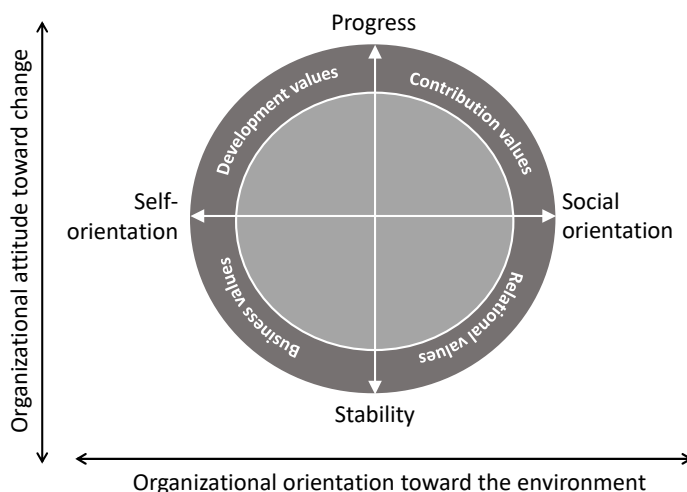 Progress
Organizational attitude toward change
Development values
Contribution values
Self-
orientation
Social
orientation
Business values
Relational values
Stability
Organizational orientation toward the environment